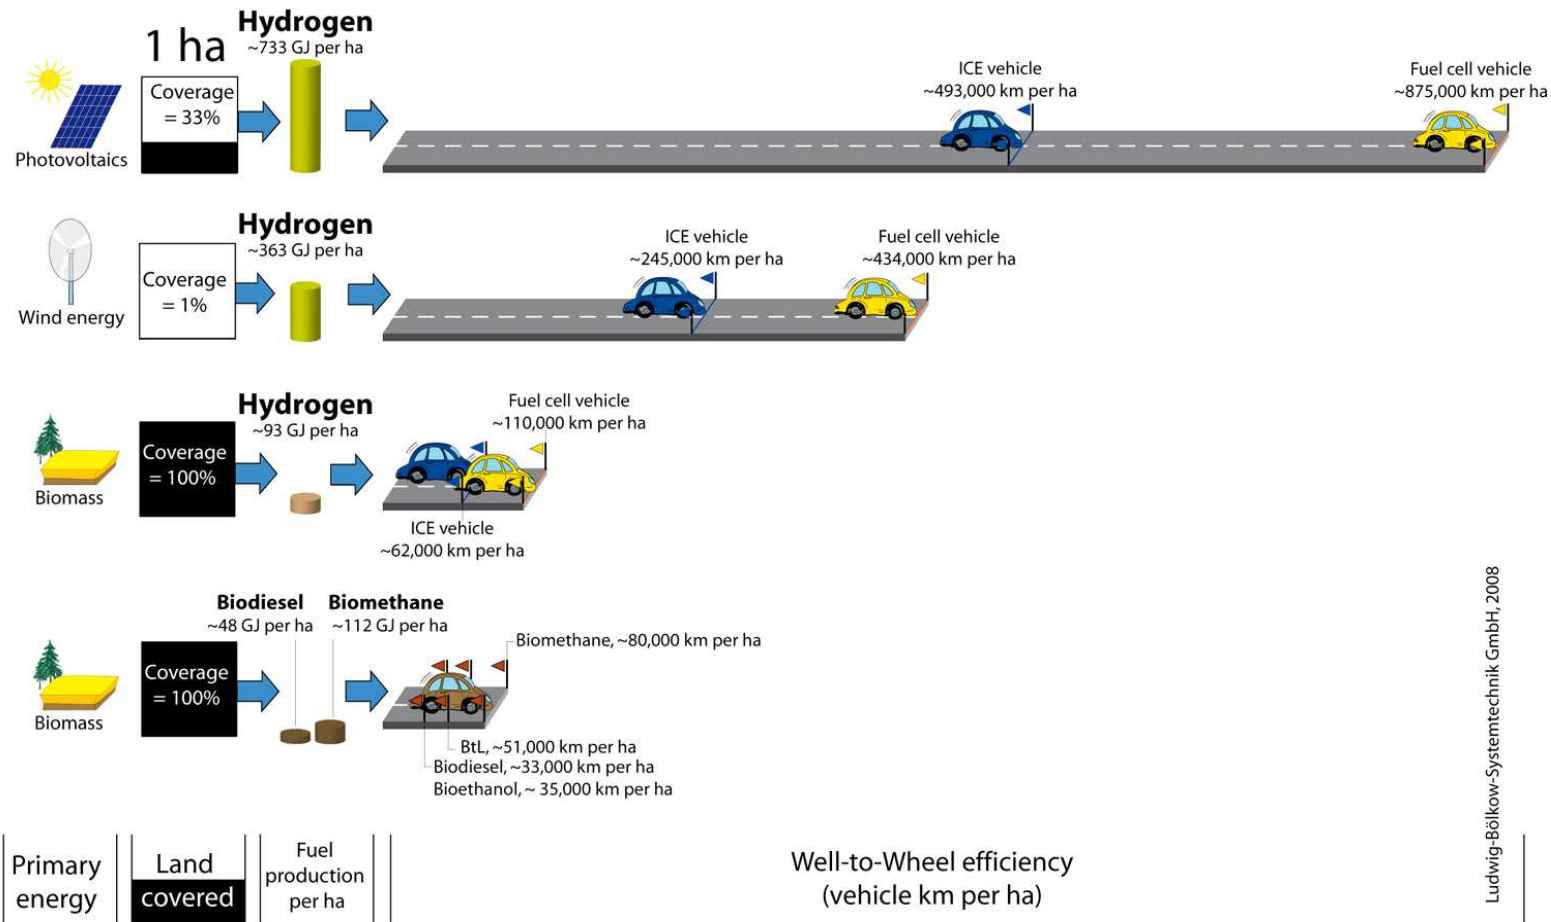 1 ha
Hydrogen
~733 GJ per ha
Photovoltaics
Coverage
= 33%
ICE vehicle
~493,000 km per ha
Fuel cell vehicle
~875,000 km per ha
Hydrogen
~363 GJ per ha
Wind energy
Coverage
= 1%
ICE vehicle
~245,000 km per ha
Fuel cell vehicle
~434,000 km per ha
Hydrogen
~93 GJ per ha
Biomass
Coverage
= 100%
Fuel cell vehicle
~110,000 km per ha
ICE vehicle
~62,000 km per ha
Biodiesel
~48 GJ per ha
Biomethane
~112 GJ per ha
Biomass
Coverage
= 100%
Biomethane, ~80,000 km per ha
BtL, ~51,000 km per ha
Biodiesel, ~33,000 km per ha
Bioethanol, ~ 35,000 km per ha
Primary
energy
Land
covered
Fuel
production
per ha
Well-to-Wheel efficiency
(vehicle km per ha)
Ludwig-Bölkow-Systemtechnik GmbH, 2008